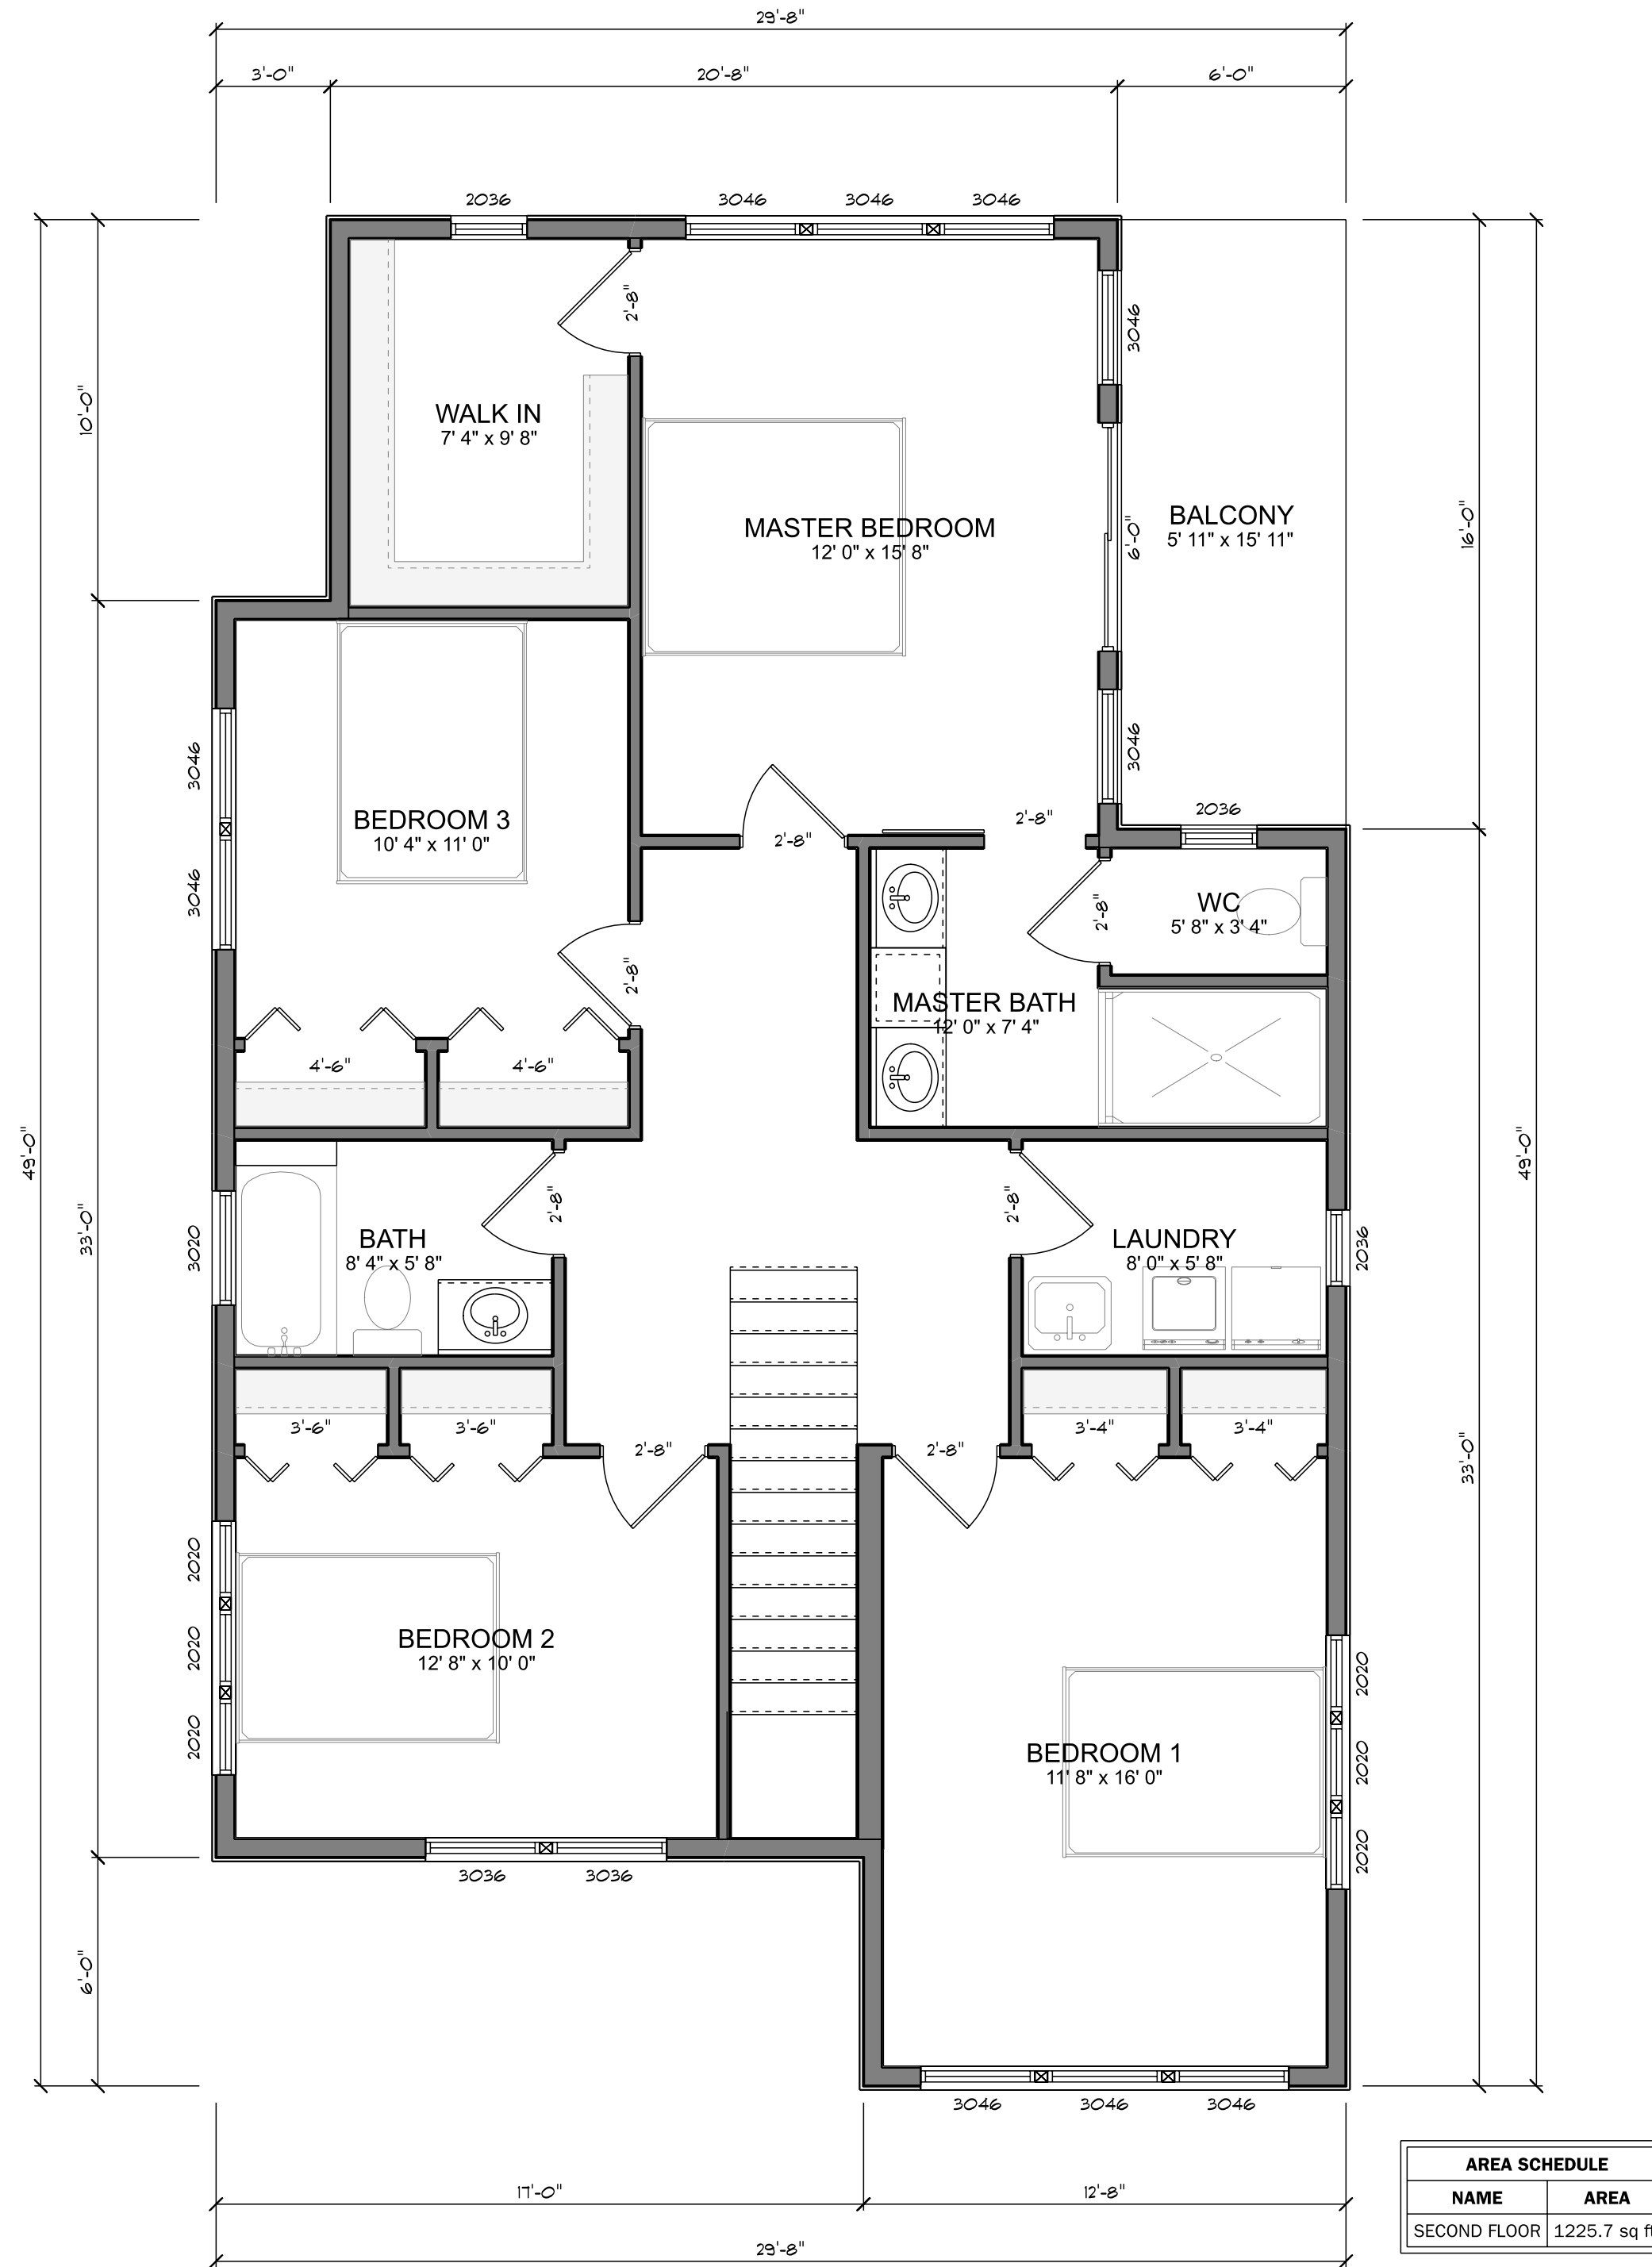 29'-8"
3'-0"
20'-8"
6'-0"
2036
3046
3046
3046
2'-8"
3046
10'-0"
WALK IN
7' 4" x 9' 8"
MASTER BEDROOM
12' 0" x 15' 8"
6'-0"
BALCONY
5' 11" x 15' 11"
16'-0"
3046
3046
2036
2'-8"
2'-8"
BEDROOM 3
10' 4" x 11' 0"
3046
2'-8"
WC
5' 8" x 3' 4"
2'-8"
MASTER BATH
12' 0" x 7' 4"
4'-6"
4'-6"
49'-0"
49'-0"
33'-0"
2'-8"
2'-8"
3020
BATH
8' 4" x 5' 8"
LAUNDRY
8' 0" x 5' 8"
2036
3'-6"
3'-6"
2'-8"
2'-8"
3'-4"
3'-4"
33'-0"
2020
2020
2020
BEDROOM 2
12' 8" x 10' 0"
2020
2020
2020
BEDROOM 1
11' 8" x 16' 0"
3036
3036
6'-0"
3046
3046
3046
17'-0"
12'-8"
29'-8"
AREA SCHEDULE
NAME
AREA
SECOND FLOOR
1225.7 sq ft